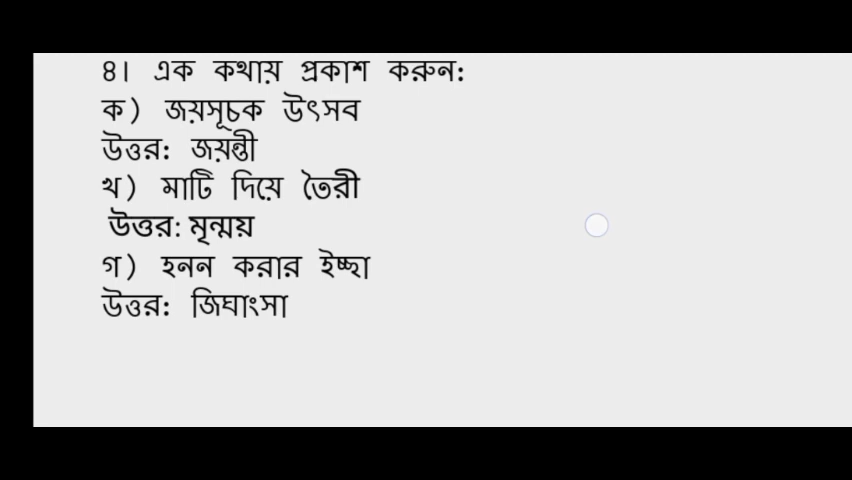 ৪। এক কথায় প্রকাশ করুন:
ক) জয়সূচক উৎসব
উত্তর: জয়ন্তী
খ) মাটি দিয়ে তৈরী
উত্তর: মৃন্ময়
গ) হনন করার ইচ্ছা
উত্তর: জিঘাংসা